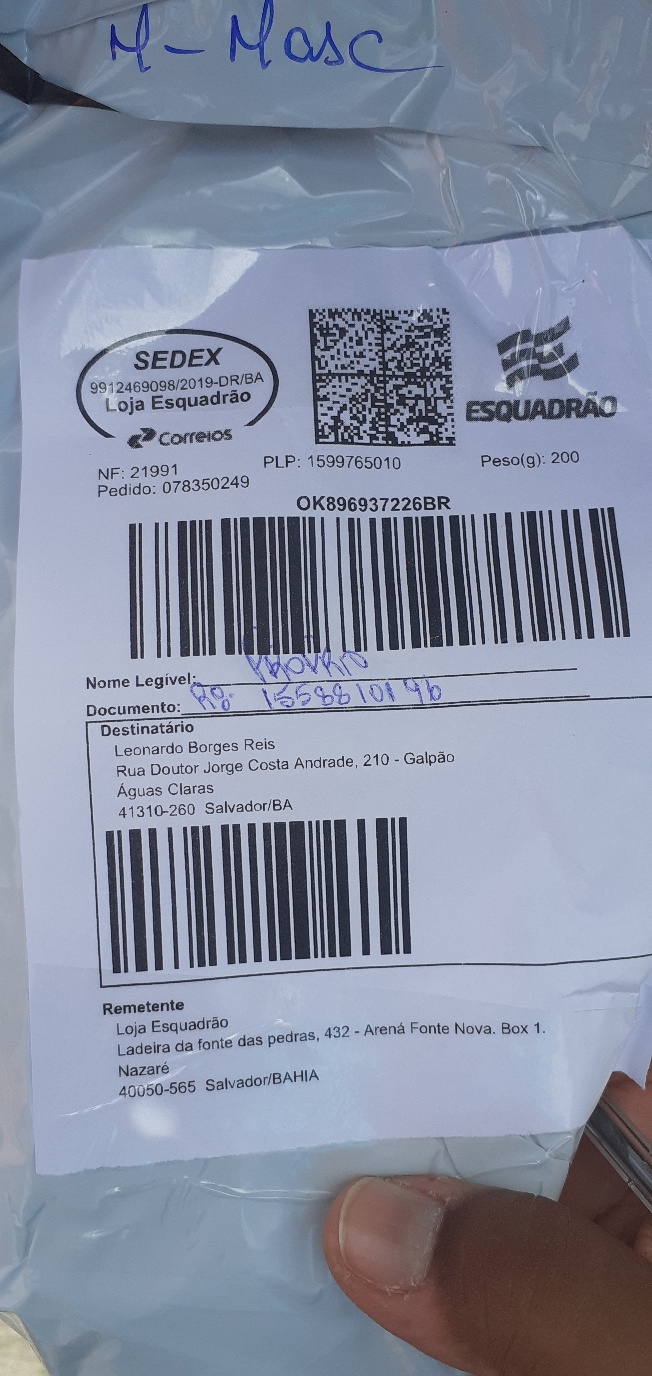 M - Masc
SEDEX
9912469098/2019-DR/BA
Loja Esquadrão
Correios
ESQUADRÃO
NF: 21991
PLP: 1599765010
Peso(g): 200
Pedido: 078350249
OK896937226BR
Nome Legível:
Documento: RG: 1558810196
Destinatário
Leonardo Borges Reis
Rua Doutor Jorge Costa Andrade, 210 - Galpão
Águas Claras
41310-260 Salvador/BA
Remetente
Loja Esquadrão
Ladeira da fonte das pedras, 432 - Arená Fonte Nova. Box 1.
Nazaré
40050-565 Salvador/BAHIA